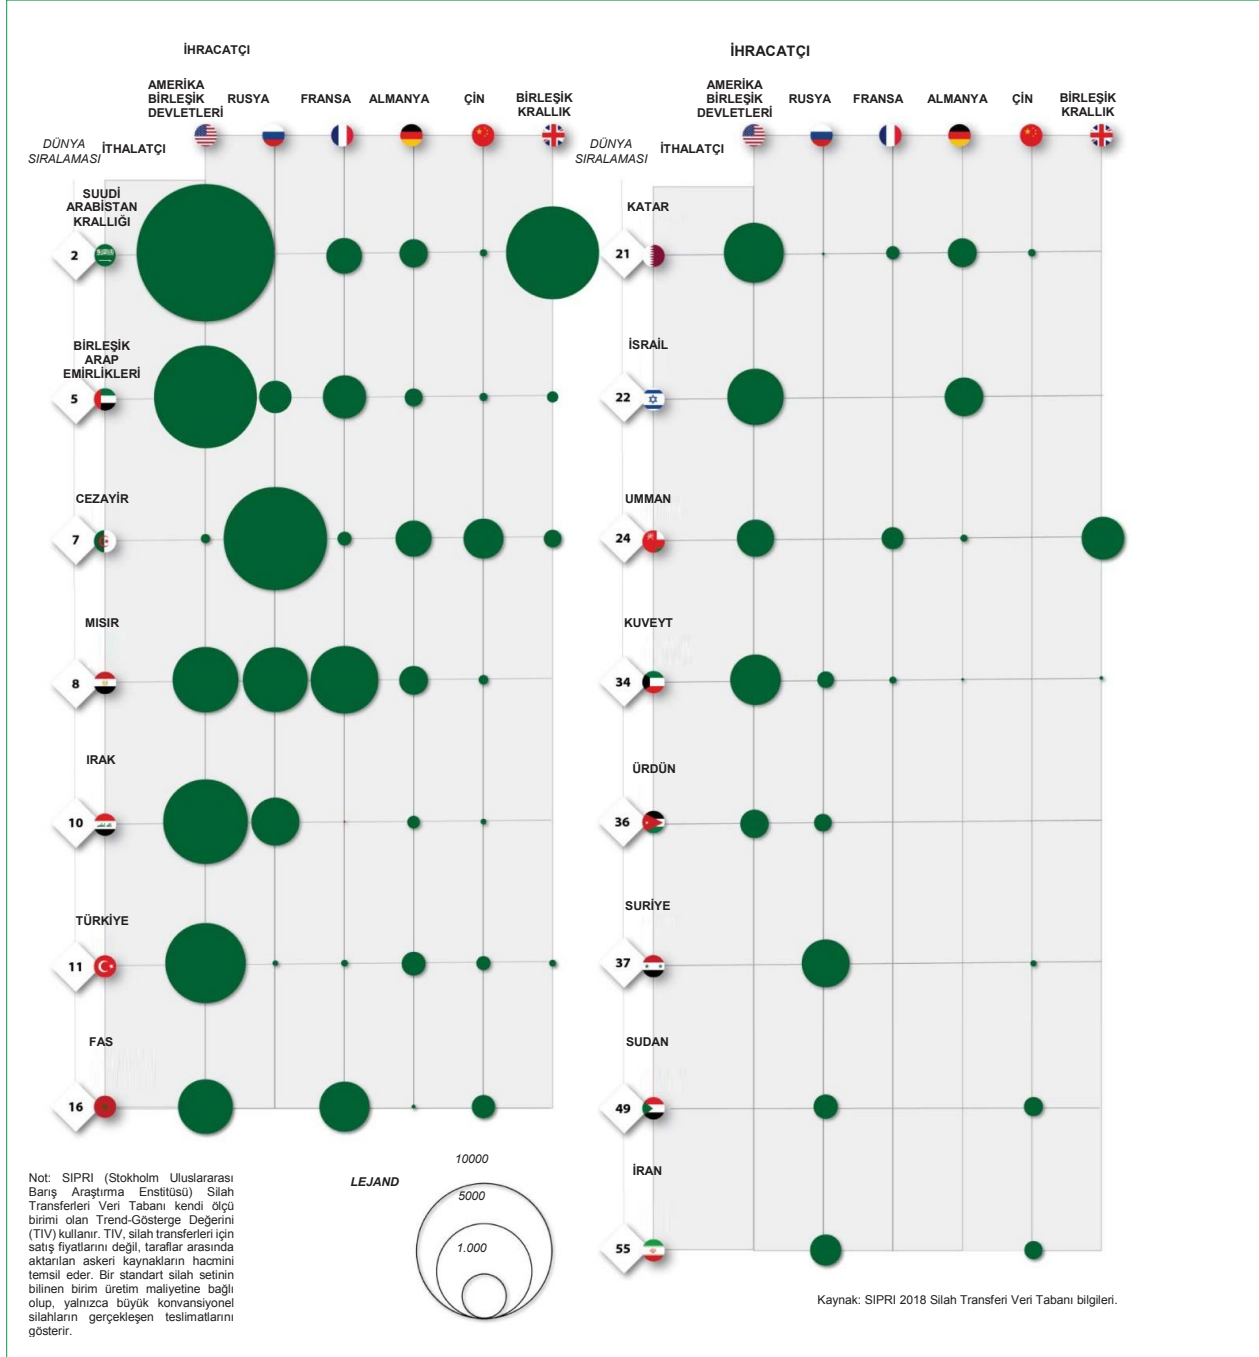 İHRACATÇI
AMERİKA
BİRLEŞİK
DEVLETLERİ
RUSYA
FRANSA
ALMANYA
ÇİN
BİRLEŞİK
KRALLIK
DÜNYA
SIRALAMASI
İTHALATÇI
SUUDİ
ARABİSTAN
KRALLIĞI
2
BİRLEŞİK
ARAP
EMİRLİKLERİ
5
CEZAYİR
7
MISIR
8
IRAK
10
TÜRKİYE
11
FAS
16
İHRACATÇI
AMERİKA
BİRLEŞİK
DEVLETLERİ
RUSYA
FRANSA
ALMANYA
ÇİN
BİRLEŞİK
KRALLIK
DÜNYA
SIRALAMASI
İTHALATÇI
KATAR
21
İSRAİL
22
UMMAN
24
KUVEYT
34
ÜRDÜN
36
SURİYE
37
SUDAN
49
İRAN
55
Not: SIPRI (Stokholm Uluslararası
Barış Araştırma Enstitüsü) Silah
Transferleri Veri Tabanı kendi ölçü
birimi olan Trend-Gösterge Değerini
(TIV) kullanır. TIV, silah transferleri için
satış fiyatlarını değil, taraflar arasında
aktarılan askeri kaynakların hacmini
temsil eder. Bir standart silah setinin
bilinen birim üretim maliyetine bağlı
olup, yalnızca büyük konvansiyonel
silahların gerçekleşen teslimatlarını
gösterir.
LEJAND
10000
5000
1.000
Kaynak: SIPRI 2018 Silah Transferi Veri Tabanı bilgileri.